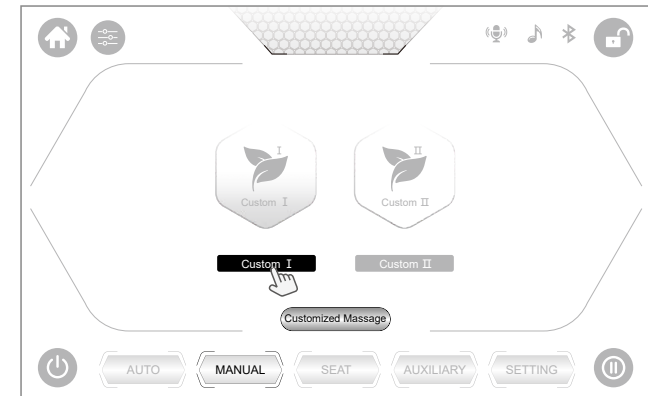 I
Custom I
II
Custom II
Custom I
Custom II
Customized Massage
AUTO
MANUAL
SEAT
AUXILIARY
SETTING